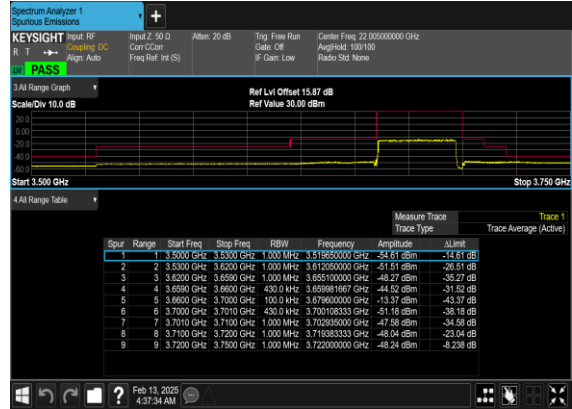 Spectrum Analyzer 1
Spurious Emissions
KEYSIGHT Input: RF Input Z: 50 Ω Atten: 20 dB Trig: Free Run Center Freq: 22.005000000 GHz
R T Coupling: DC Corr CCorr Gate: Off Avg|Hold: 100/100
Align: Auto Freq Ref: Int (S) IF Gain: Low Radio Std: None
LW PASS
3 All Range Graph Ref Lvl Offset 15.87 dB
Scale/Div 10.0 dB Ref Value 30.00 dBm
20.0
0.00
-20.0
-40.0
-60.0
Start 3.500 GHz Stop 3.750 GHz
4 All Range Table
Measure Trace Trace 1
Trace Type Trace Average (Active)
Spur Range Start Freq Stop Freq RBW Frequency Amplitude ΔLimit
1 1 3.5000 GHz 3.5300 GHz 1.000 MHz 3.519650000 GHz -54.61 dBm -14.61 dB
2 2 3.5300 GHz 3.6200 GHz 1.000 MHz 3.612050000 GHz -51.51 dBm -26.51 dB
3 3 3.6200 GHz 3.6590 GHz 1.000 MHz 3.655100000 GHz -48.27 dBm -35.27 dB
4 4 3.6590 GHz 3.6600 GHz 430.0 kHz 3.659981667 GHz -44.52 dBm -31.52 dB
5 5 3.6600 GHz 3.7000 GHz 100.0 kHz 3.679600000 GHz -13.37 dBm -43.37 dB
6 6 3.7000 GHz 3.7010 GHz 430.0 kHz 3.700108333 GHz -51.18 dBm -38.18 dB
7 7 3.7010 GHz 3.7100 GHz 1.000 MHz 3.702935000 GHz -47.58 dBm -34.58 dB
8 8 3.7100 GHz 3.7200 GHz 1.000 MHz 3.719383333 GHz -48.04 dBm -23.04 dB
9 9 3.7200 GHz 3.7500 GHz 1.000 MHz 3.722000000 GHz -48.24 dBm -8.238 dB
Feb 13, 2025
4:37:34 AM